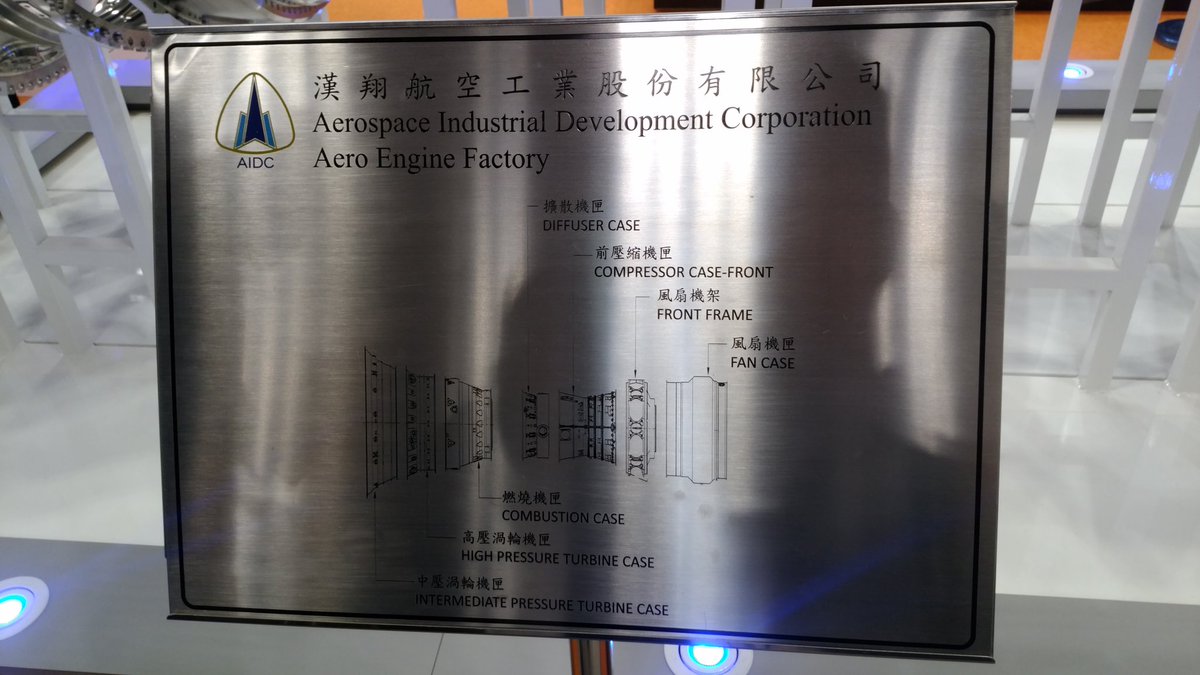 漢翔航空工業股份有限公司
Aerospace Industrial Development Corporation
Aero Engine Factory
AIDC
擴散機匣
DIFFUSER CASE
前壓縮機匣
COMPRESSOR CASE-FRONT
風扇機架
FRONT FRAME
風扇機匣
FAN CASE
燃燒機匣
COMBUSTION CASE
高壓渦輪機匣
HIGH PRESSURE TURBINE CASE
中壓渦輪機匣
INTERMEDIATE PRESSURE TURBINE CASE